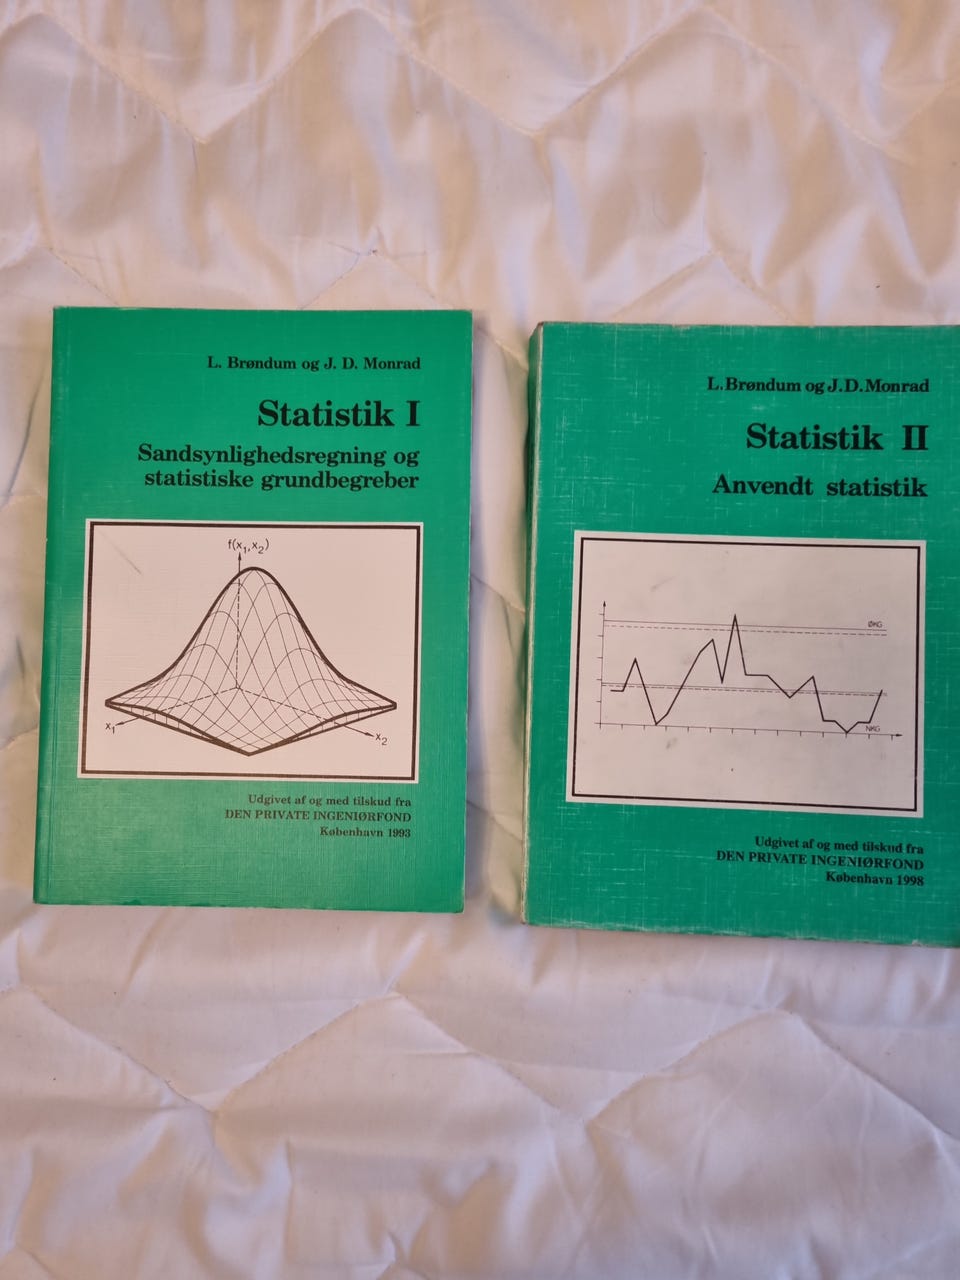 L. Brøndum og J. D. Monrad
Statistik I
Sandsynlighedsregning og
statistiske grundbegreber
f(x₁,x₂)
x₁
x₂
Udgivet af og med tilskud fra
DEN PRIVATE INGENIØRFOND
København 1993
L. Brøndum og J. D. Monrad
Statistik II
Anvendt statistik
ØKG
NKG
Udgivet af og med tilskud fra
DEN PRIVATE INGENIØRFOND
København 1998